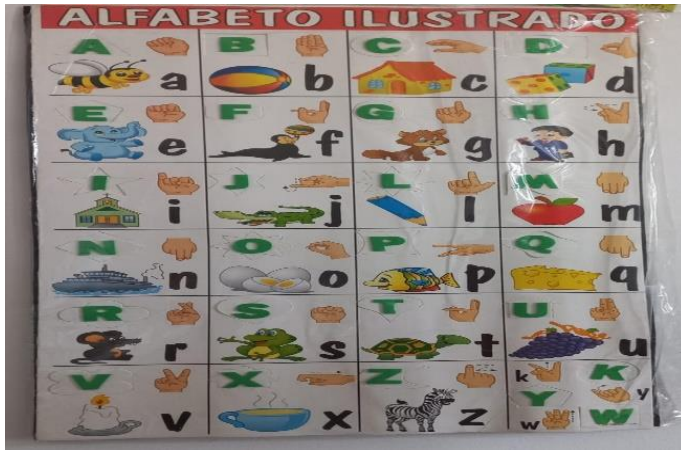 ALFABETO ILUSTRADO
A B C D
a b c d
E F G H
e f g h
I J L M
i j l m
N O P Q
n o p q
R S T U
r s t u
V X Z k K
Y y
v x z w W